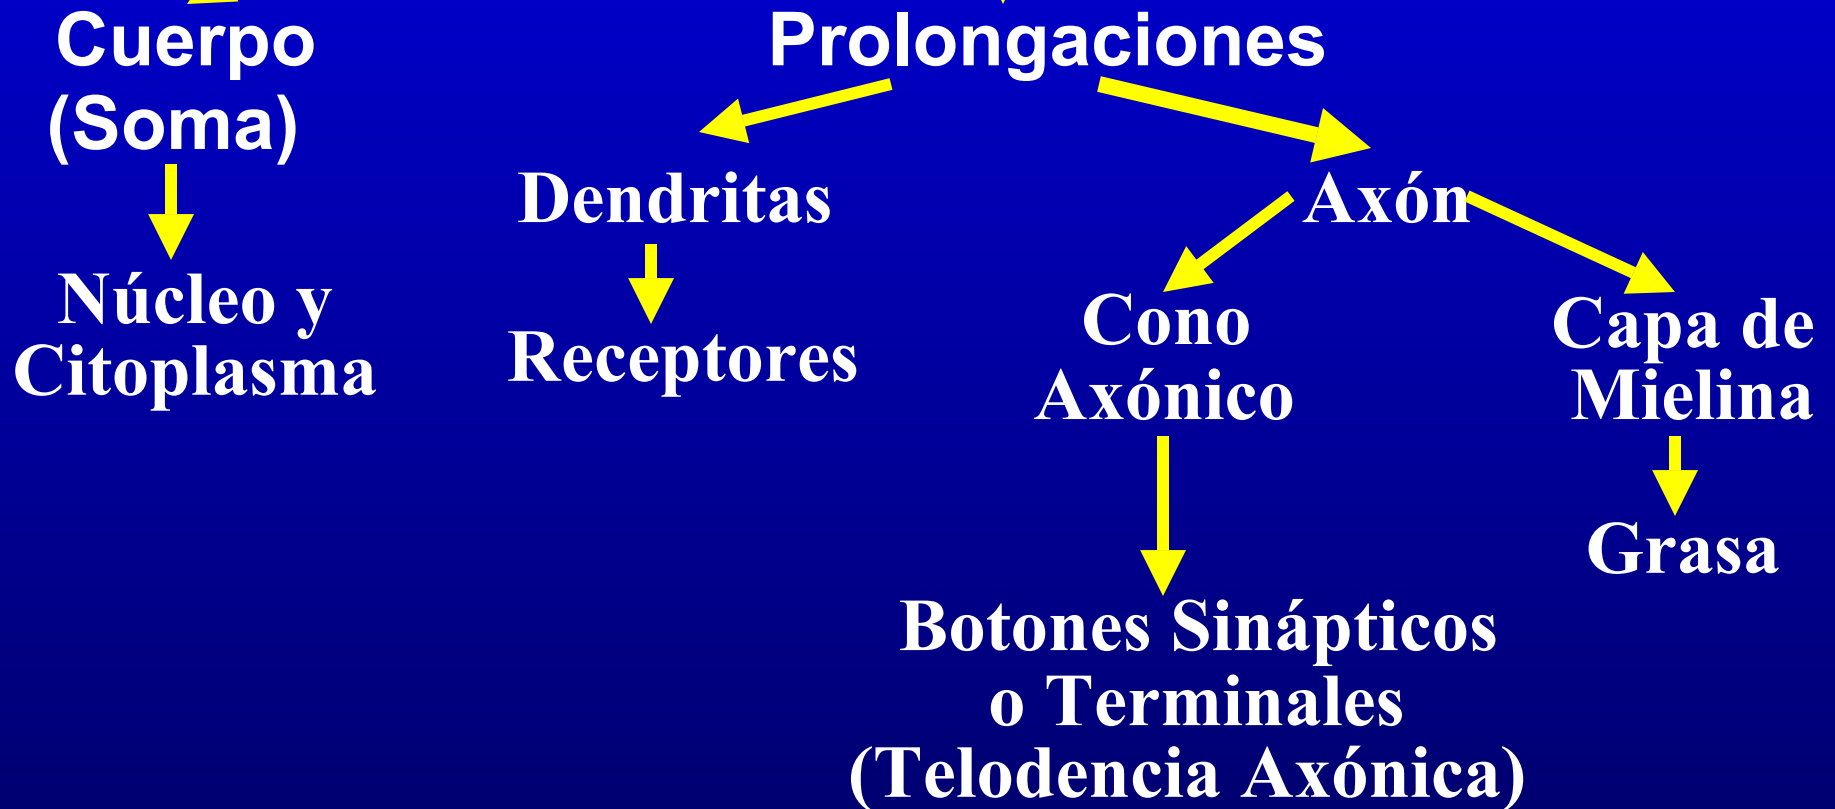 Cuerpo
(Soma)
Prolongaciones
Dendritas
Axón
Núcleo y
Citoplasma
Receptores
Cono
Axónico
Capa de
Mielina
Grasa
Botones Sinápticos
o Terminales
(Telodencia Axónica)